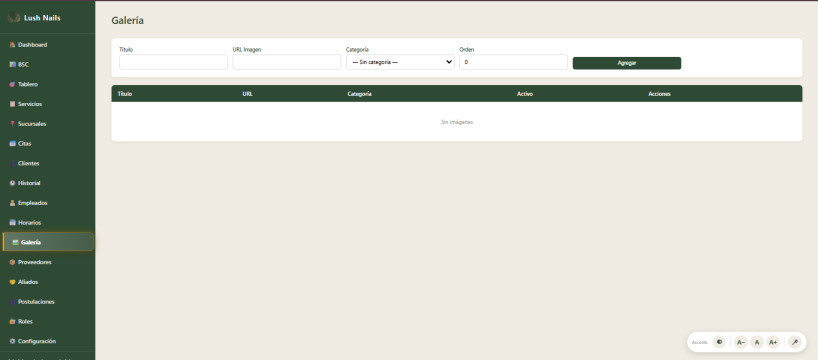 Lush Nails
Dashboard
BSC
Tablero
Servicios
Sucursales
Citas
Clientes
Historial
Empleados
Horarios
Galería
Proveedores
Aliados
Postulaciones
Roles
Configuración
Galería
Título URL Imagen Categoría Orden
— Sin categoría — 0 Agregar
Título URL Categoría Activo Acciones
Sin imágenes
A− A A+